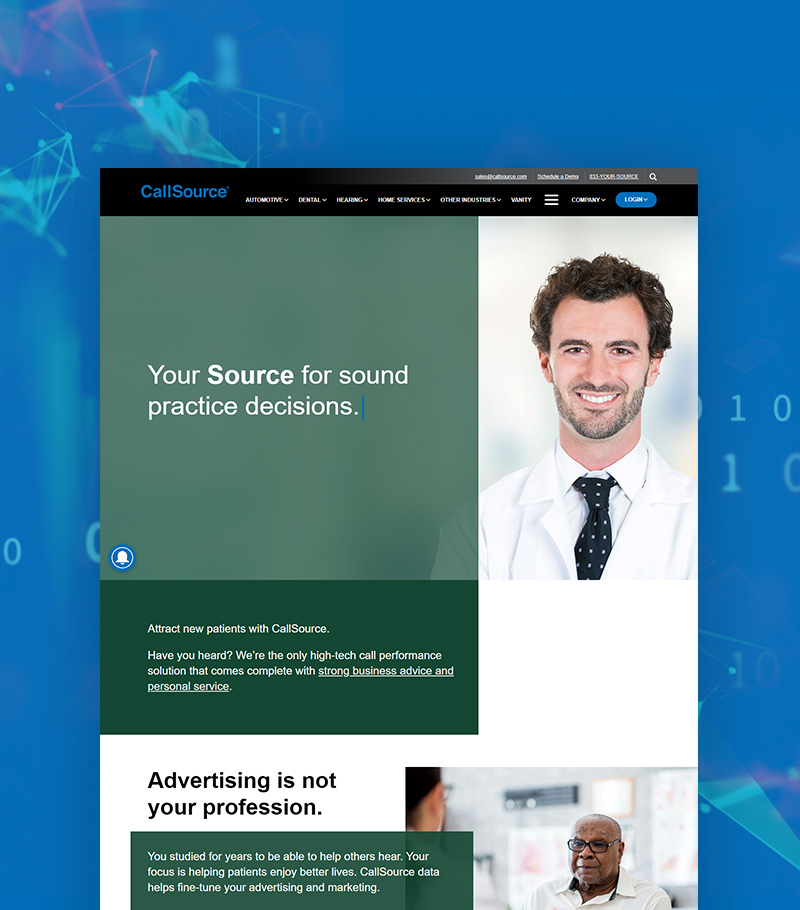 sales@callsource.com Schedule a Demo 833-YOUR-SOURCE
CallSource®
AUTOMOTIVE DENTAL HEARING HOME SERVICES OTHER INDUSTRIES VANITY COMPANY LOGIN
Your Source for sound
practice decisions.
Attract new patients with CallSource.
Have you heard? We're the only high-tech call performance
solution that comes complete with strong business advice and
personal service.
Advertising is not
your profession.
You studied for years to be able to help others hear. Your
focus is helping patients enjoy better lives. CallSource data
helps fine-tune your advertising and marketing.